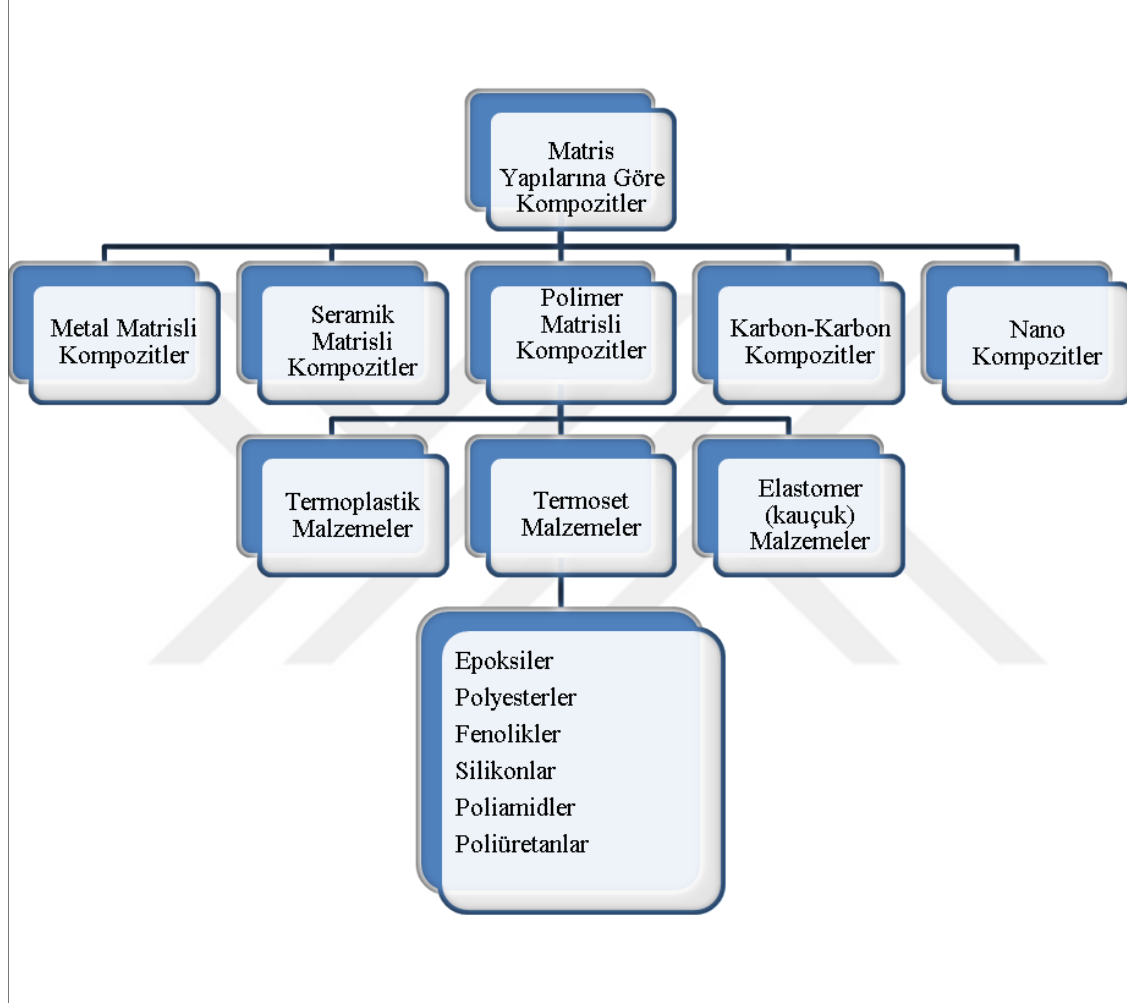 Matris
Yapılarına Göre
Kompozitler
Metal Matrisli
Kompozitler
Seramik
Matrisli
Kompozitler
Polimer
Matrisli
Kompozitler
Karbon-Karbon
Kompozitler
Nano
Kompozitler
Termoplastik
Malzemeler
Termoset
Malzemeler
Elastomer
(kauçuk)
Malzemeler
Epoksiler
Polyesterler
Fenolikler
Silikonlar
Poliamidler
Poliüretanlar